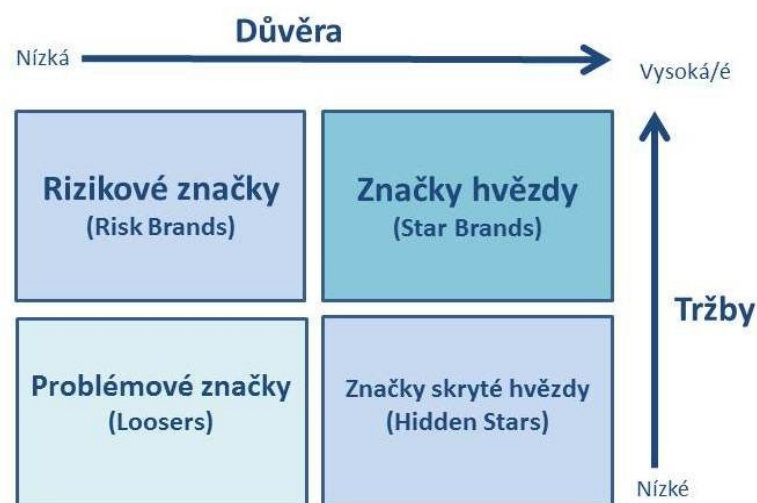 Důvěra
Nízká
Vysoká/é
Rizikové značky
(Risk Brands)
Značky hvězdy
(Star Brands)
Tržby
Problémové značky
(Loosers)
Značky skryté hvězdy
(Hidden Stars)
Nízké